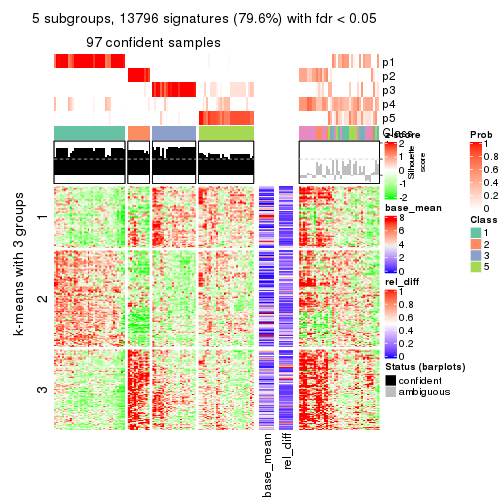 5 subgroups, 13796 signatures (79.6%) with fdr < 0.05
97 confident samples
p1
p2
p3
p4
p5
Class
z-score
2
1
0
-1
-2
Silhouette
score
base_mean
8
6
4
2
0
rel_diff
1
0.8
0.6
0.4
0.2
0
Status (barplots)
confident
ambiguous
Prob
1
0.8
0.6
0.4
0.2
0
Class
1
2
3
5
k-means with 3 groups
1
2
3
base_mean
rel_diff